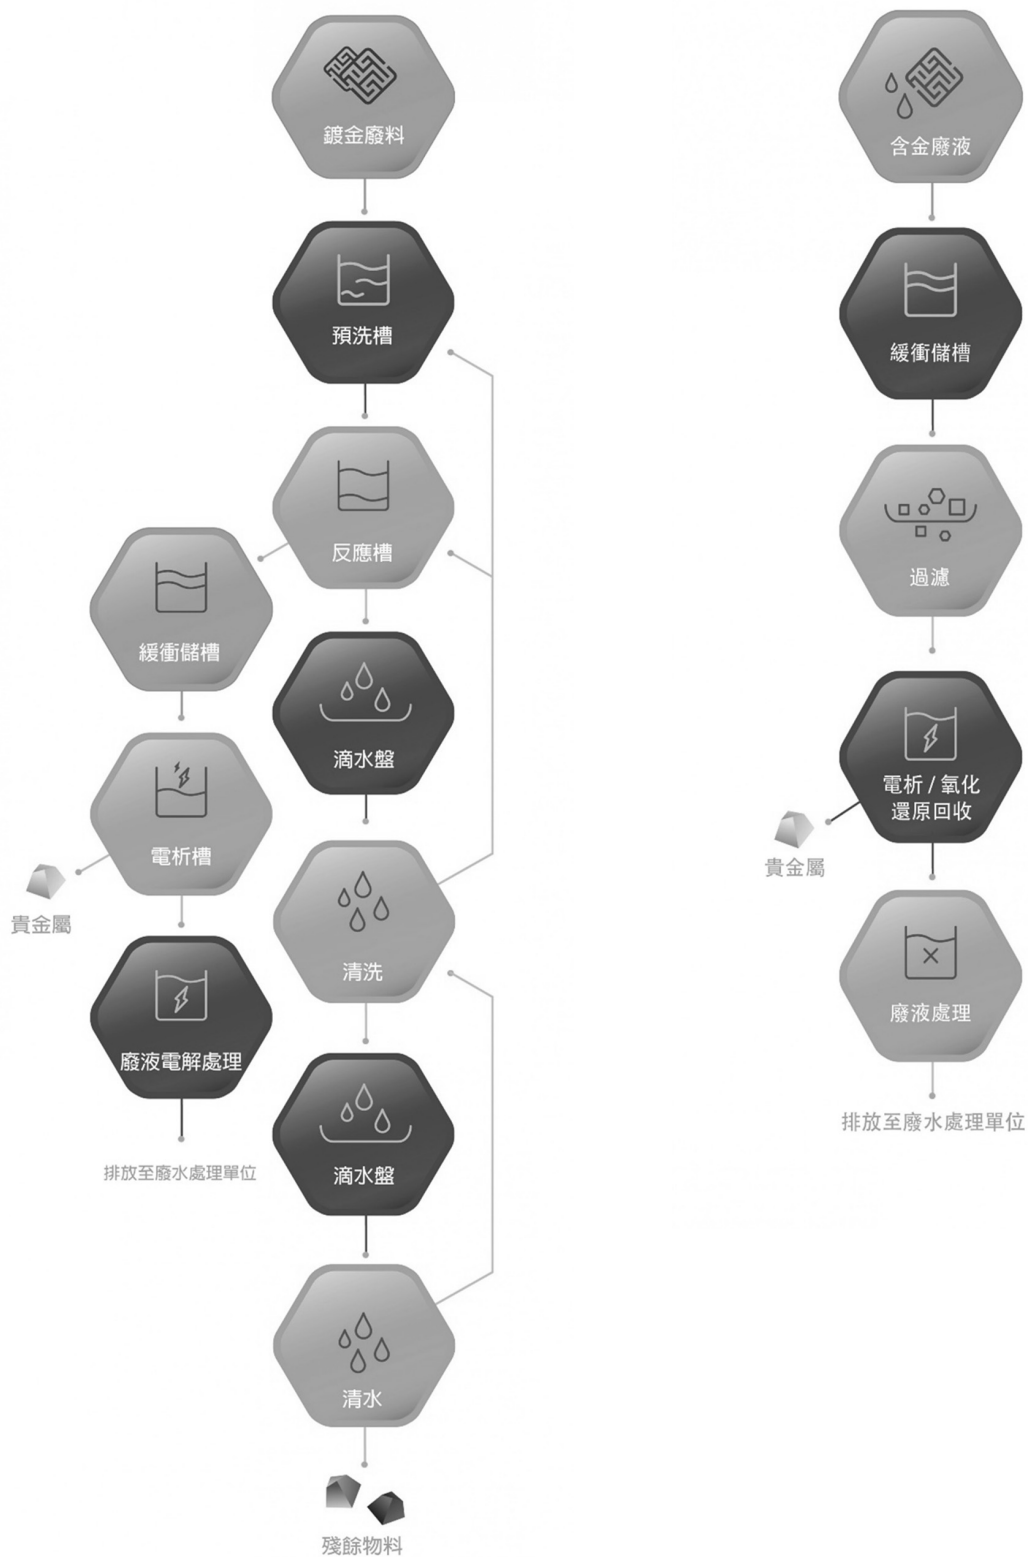 鍍金廢料
預洗槽
反應槽
緩衝儲槽
滴水盤
電析槽
貴金屬
清洗
廢液電解處理
排放至廢水處理單位
滴水盤
清水
殘餘物料
含金廢液
緩衝儲槽
過濾
電析 / 氧化
還原回收
貴金屬
廢液處理
排放至廢水處理單位